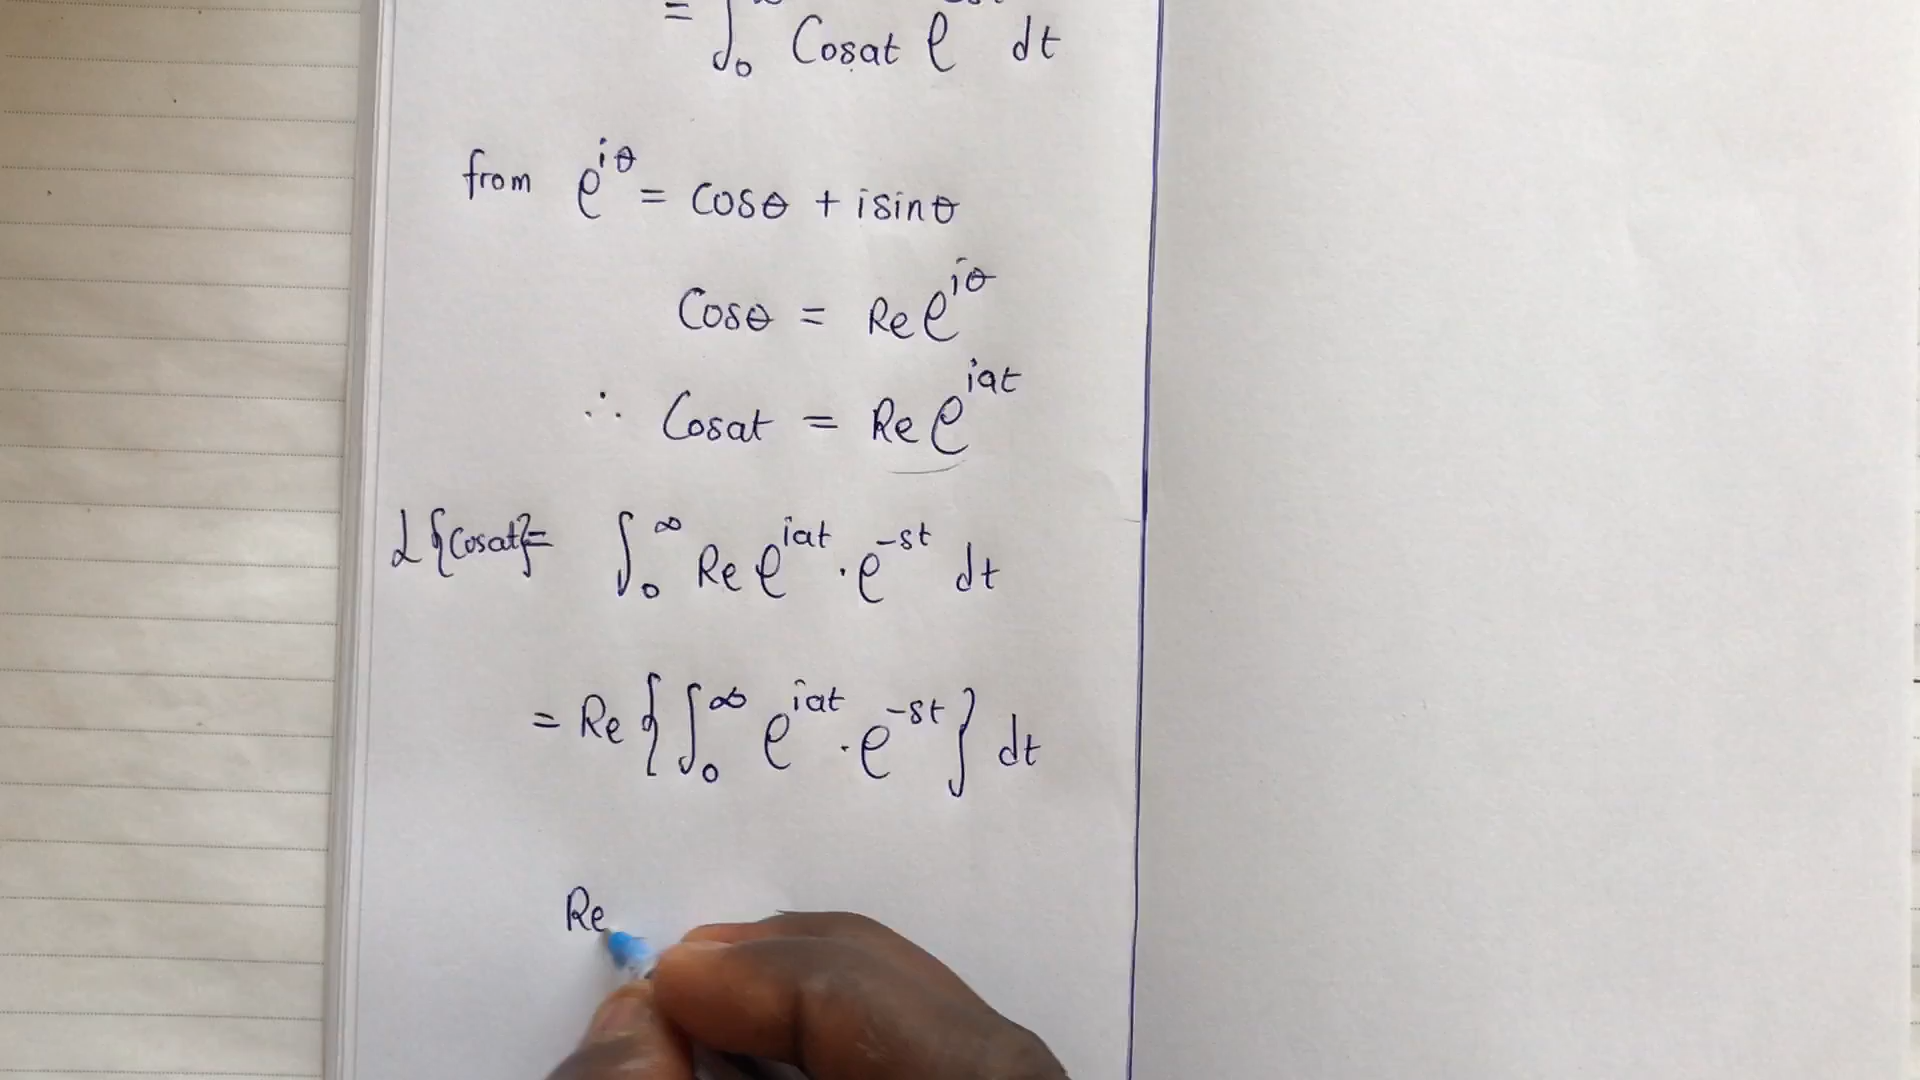 = ∫₀ Cosat e dt
from e^{iθ} = cosθ + isinθ
Cosθ = Re e^{iθ}
∴ Cosat = Re e^{iat}
L{Cosat} = ∫₀^∞ Re e^{iat} . e^{-st} dt
= Re { ∫₀^∞ e^{iat} . e^{-st} } dt
Re